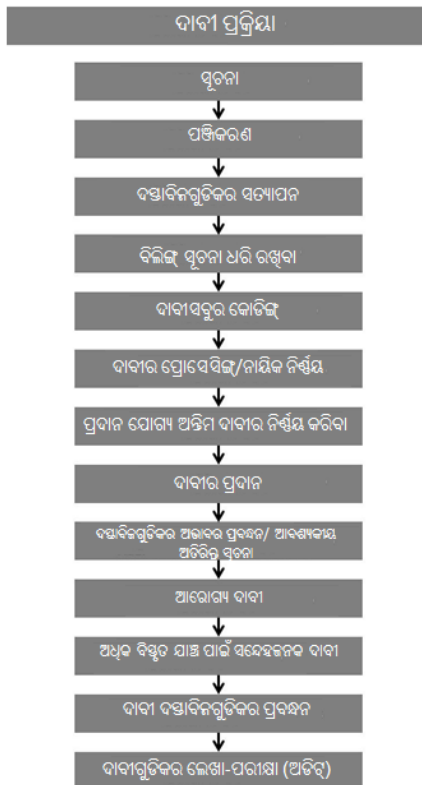 ଦାବୀ ପ୍ରକ୍ରିୟା
ସୂଚନା
ପଞ୍ଜିକରଣ
ଦସ୍ତାବିଜଗୁଡିକର ସତ୍ୟାପନ
ବିଲିଙ୍ଗ୍ ସୂଚନା ଧରି ରଖିବା
ଦାବୀସବୁର କୋଡିଙ୍ଗ୍
ଦାବୀର ପ୍ରୋସେସିଙ୍ଗ୍/ନାୟିକ ନିର୍ଣ୍ଣୟ
ପ୍ରଦାନ ଯୋଗ୍ୟ ଅନ୍ତିମ ଦାବୀର ନିର୍ଣ୍ଣୟ କରିବା
ଦାବୀର ପ୍ରଦାନ
ଦସ୍ତାବିଜଗୁଡିକର ଅଭାବର ପ୍ରବନ୍ଧନ/ ଆବଶ୍ୟକୀୟ
ଅତିରିକ୍ତ ସୂଚନା
ଆରୋଗ୍ୟ ଦାବୀ
ଅଧିକ ବିସ୍ତୃତ ଯାଞ୍ଚ ପାଇଁ ସନ୍ଦେହଜନକ ଦାବୀ
ଦାବୀ ଦସ୍ତାବିଜଗୁଡିକର ପ୍ରବନ୍ଧନ
ଦାବୀଗୁଡିକର ଲେଖା-ପରୀକ୍ଷା (ଅଡିଟ୍)